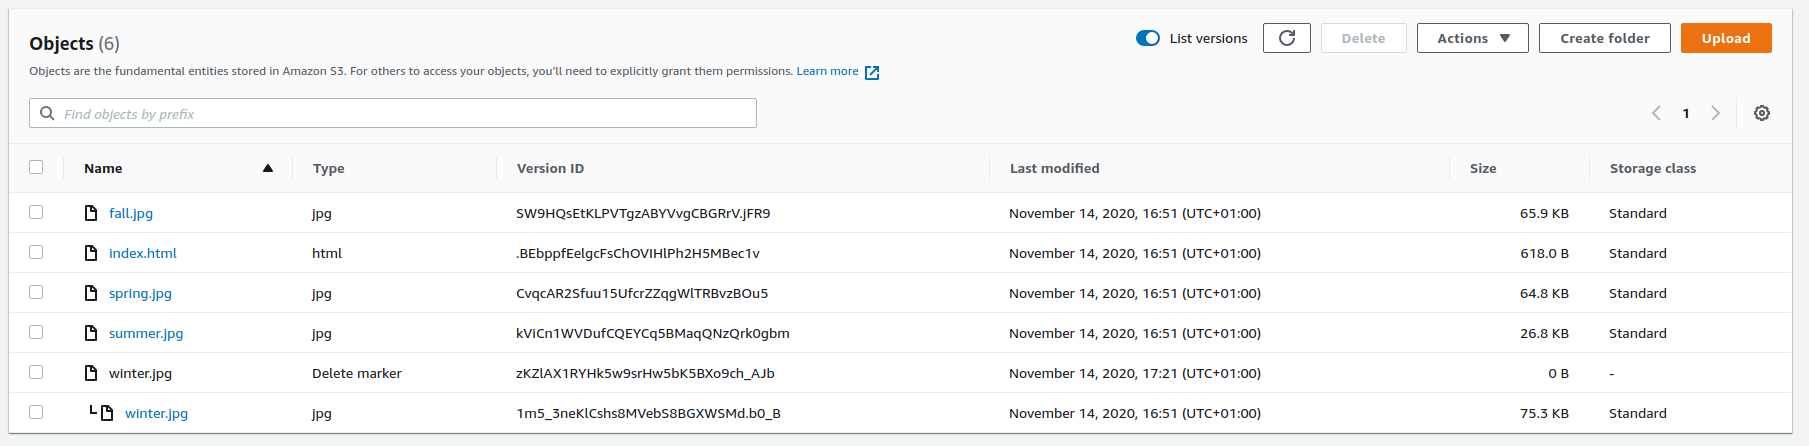 Objects (6)
List versions
Delete
Actions
Create folder
Upload
Objects are the fundamental entities stored in Amazon S3. For others to access your objects, you'll need to explicitly grant them permissions. Learn more
Find objects by prefix
1
Name Type Version ID Last modified Size Storage class
fall.jpg jpg SW9HQsEtKLPVTgzABYVvgCBGRrV.jFR9 November 14, 2020, 16:51 (UTC+01:00) 65.9 KB Standard
index.html html .BEbppfEelgcFsChOVIHlPh2H5MBec1v November 14, 2020, 16:51 (UTC+01:00) 618.0 B Standard
spring.jpg jpg CvqcAR2Sfuu15UfcrZZqgWlTRBvzBOu5 November 14, 2020, 16:51 (UTC+01:00) 64.8 KB Standard
summer.jpg jpg kViCn1WVDufCQEYCq5BMaqQNzQrk0gbm November 14, 2020, 16:51 (UTC+01:00) 26.8 KB Standard
winter.jpg Delete marker zKZlAX1RYHk5w9srHw5bK5BXo9ch_AJb November 14, 2020, 17:21 (UTC+01:00) 0 B -
winter.jpg jpg 1m5_3neKlCshs8MVebS8BGXWSMd.b0_B November 14, 2020, 16:51 (UTC+01:00) 75.3 KB Standard